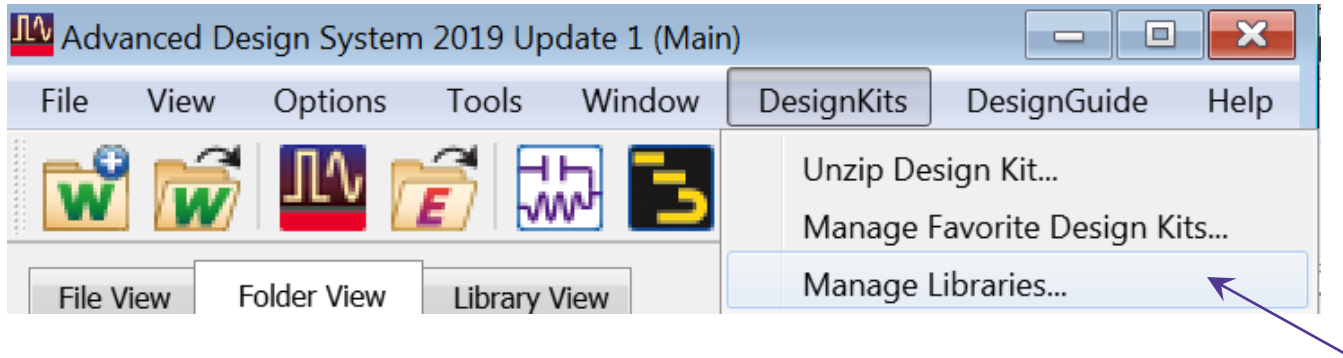 Advanced Design System 2019 Update 1 (Main)
File View Options Tools Window DesignKits DesignGuide Help
W W E
Unzip Design Kit...
Manage Favorite Design Kits...
Manage Libraries...
File View Folder View Library View